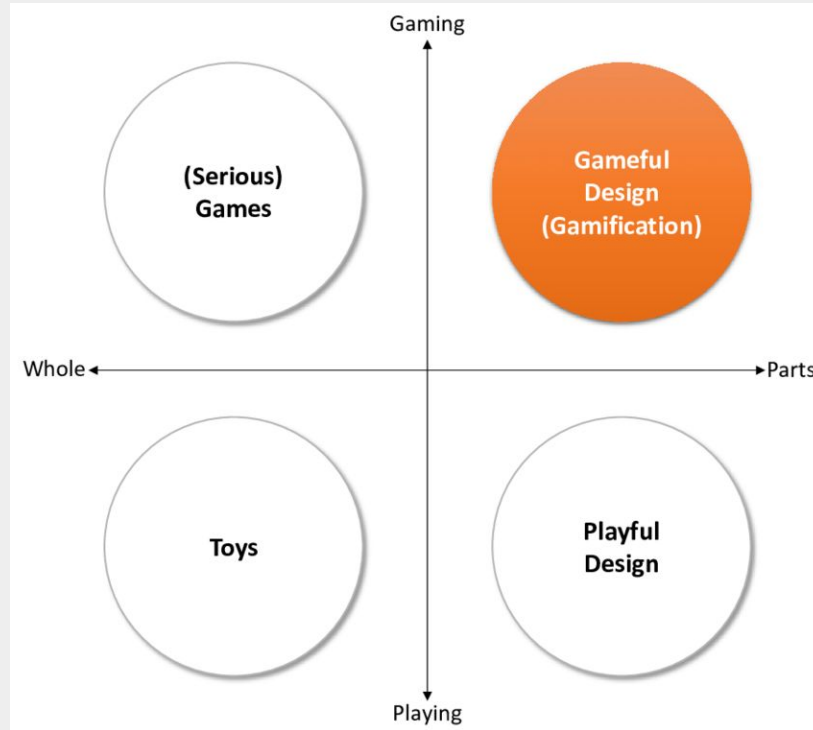 Gaming
(Serious)
Games
Gameful
Design
(Gamification)
Whole
Parts
Toys
Playful
Design
Playing